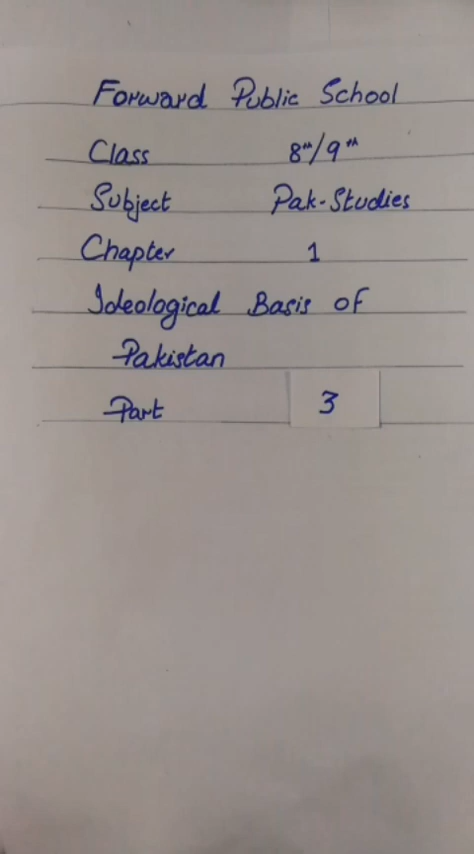 Forward Public School
Class 8th/9th
Subject Pak-Studies
Chapter 1
Ideological Basis of
Pakistan
Part 3